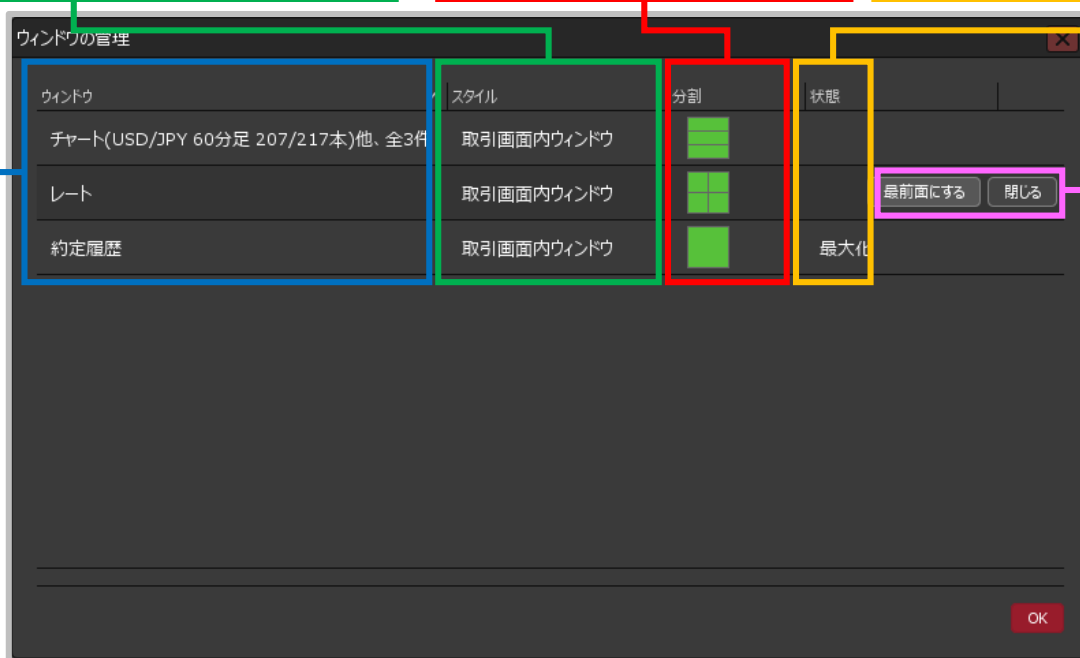 ウィンドウの管理
ウィンドウ スタイル 分割 状態
チャート(USD/JPY 60分足 207/217本)他、全3件 取引画面内ウィンドウ
レート 取引画面内ウィンドウ 最前面にする 閉じる
約定履歴 取引画面内ウィンドウ 最大化
OK